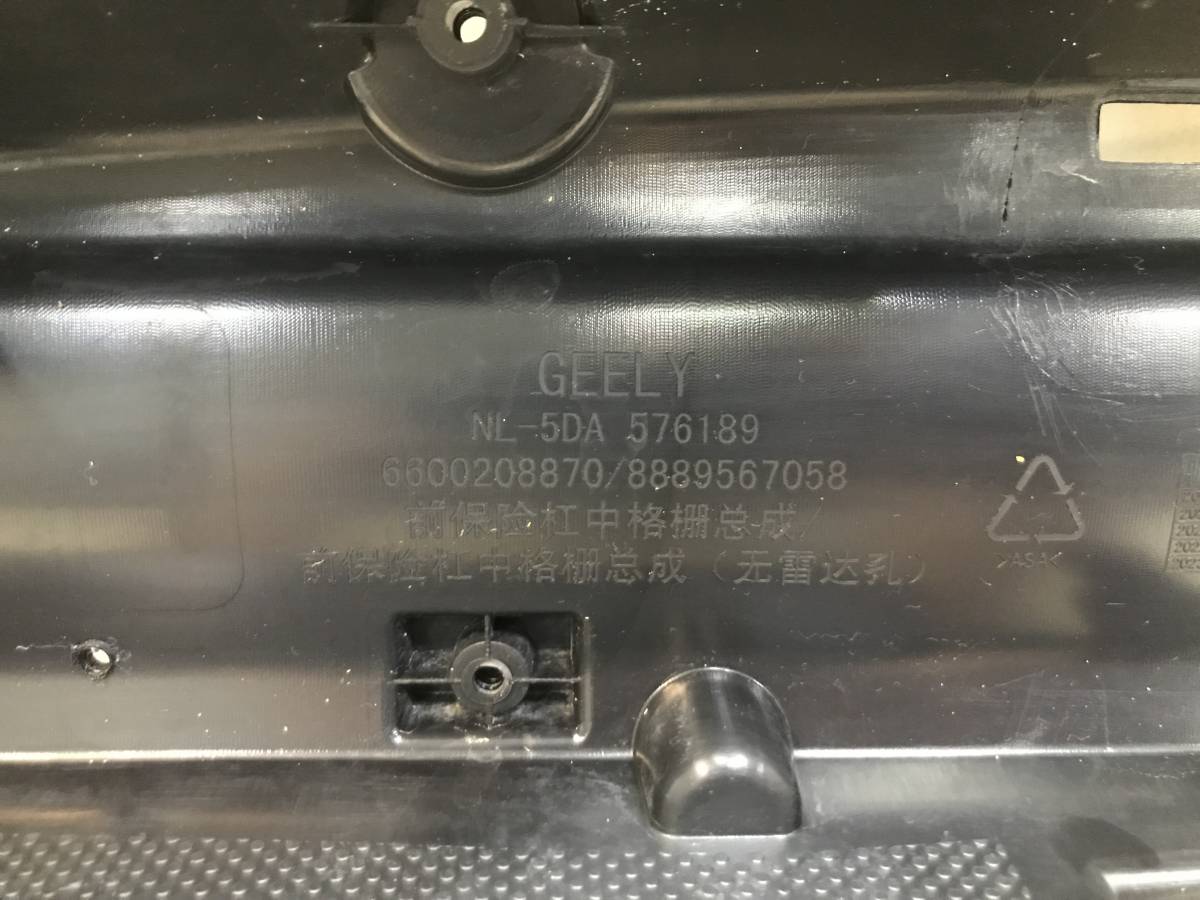 GEELY
NL-5DA 576189
6600208870/8889567058
前保险杠中格栅总成/
前保险杠中格栅总成（无雷达孔）
>ASA<